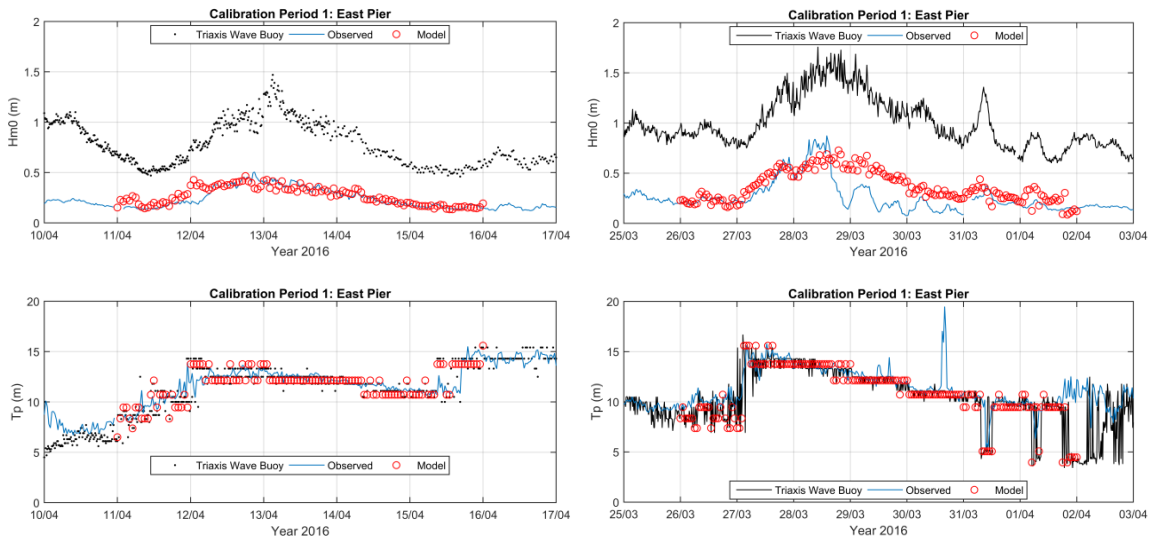 Calibration Period 1: East Pier
Triaxis Wave Buoy Observed Model
2
1.5
1
0.5
0
Hm0 (m)
10/04 11/04 12/04 13/04 14/04 15/04 16/04 17/04
Year 2016
Calibration Period 1: East Pier
Triaxis Wave Buoy Observed Model
2
1.5
1
0.5
0
Hm0 (m)
25/03 26/03 27/03 28/03 29/03 30/03 31/03 01/04 02/04 03/04
Year 2016
Calibration Period 1: East Pier
20
15
10
5
0
Tp (m)
Triaxis Wave Buoy Observed Model
10/04 11/04 12/04 13/04 14/04 15/04 16/04 17/04
Year 2016
Calibration Period 1: East Pier
20
15
10
5
0
Tp (m)
Triaxis Wave Buoy Observed Model
25/03 26/03 27/03 28/03 29/03 30/03 31/03 01/04 02/04 03/04
Year 2016